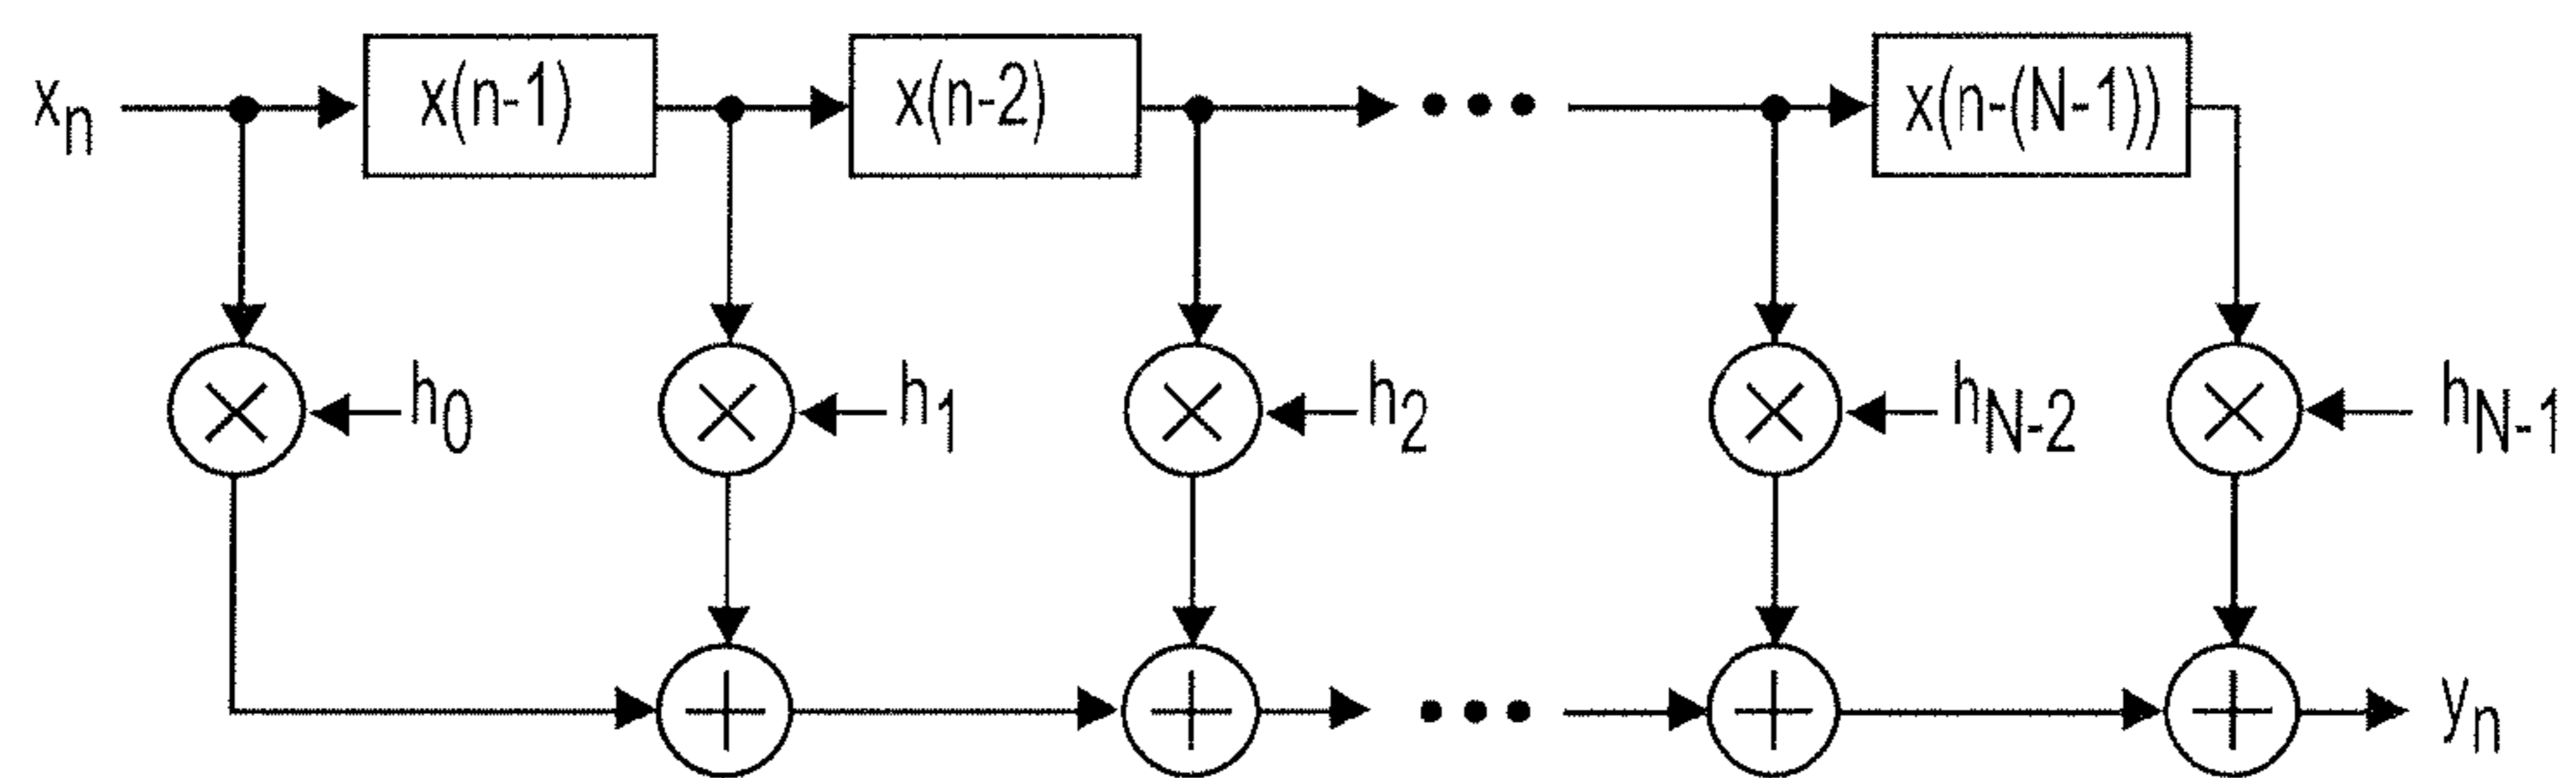 xn x(n-1) x(n-2) ••• x(n-(N-1))
h0 h1 h2 hN-2 hN-1
••• yn